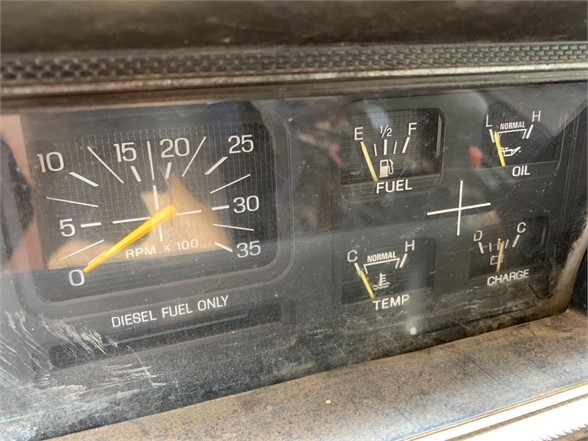 0 5 10 15 20 25 30 35
RPM × 100
DIESEL FUEL ONLY
E 1/2 F
FUEL
L NORMAL H
OIL
C NORMAL H
TEMP
D C
CHARGE